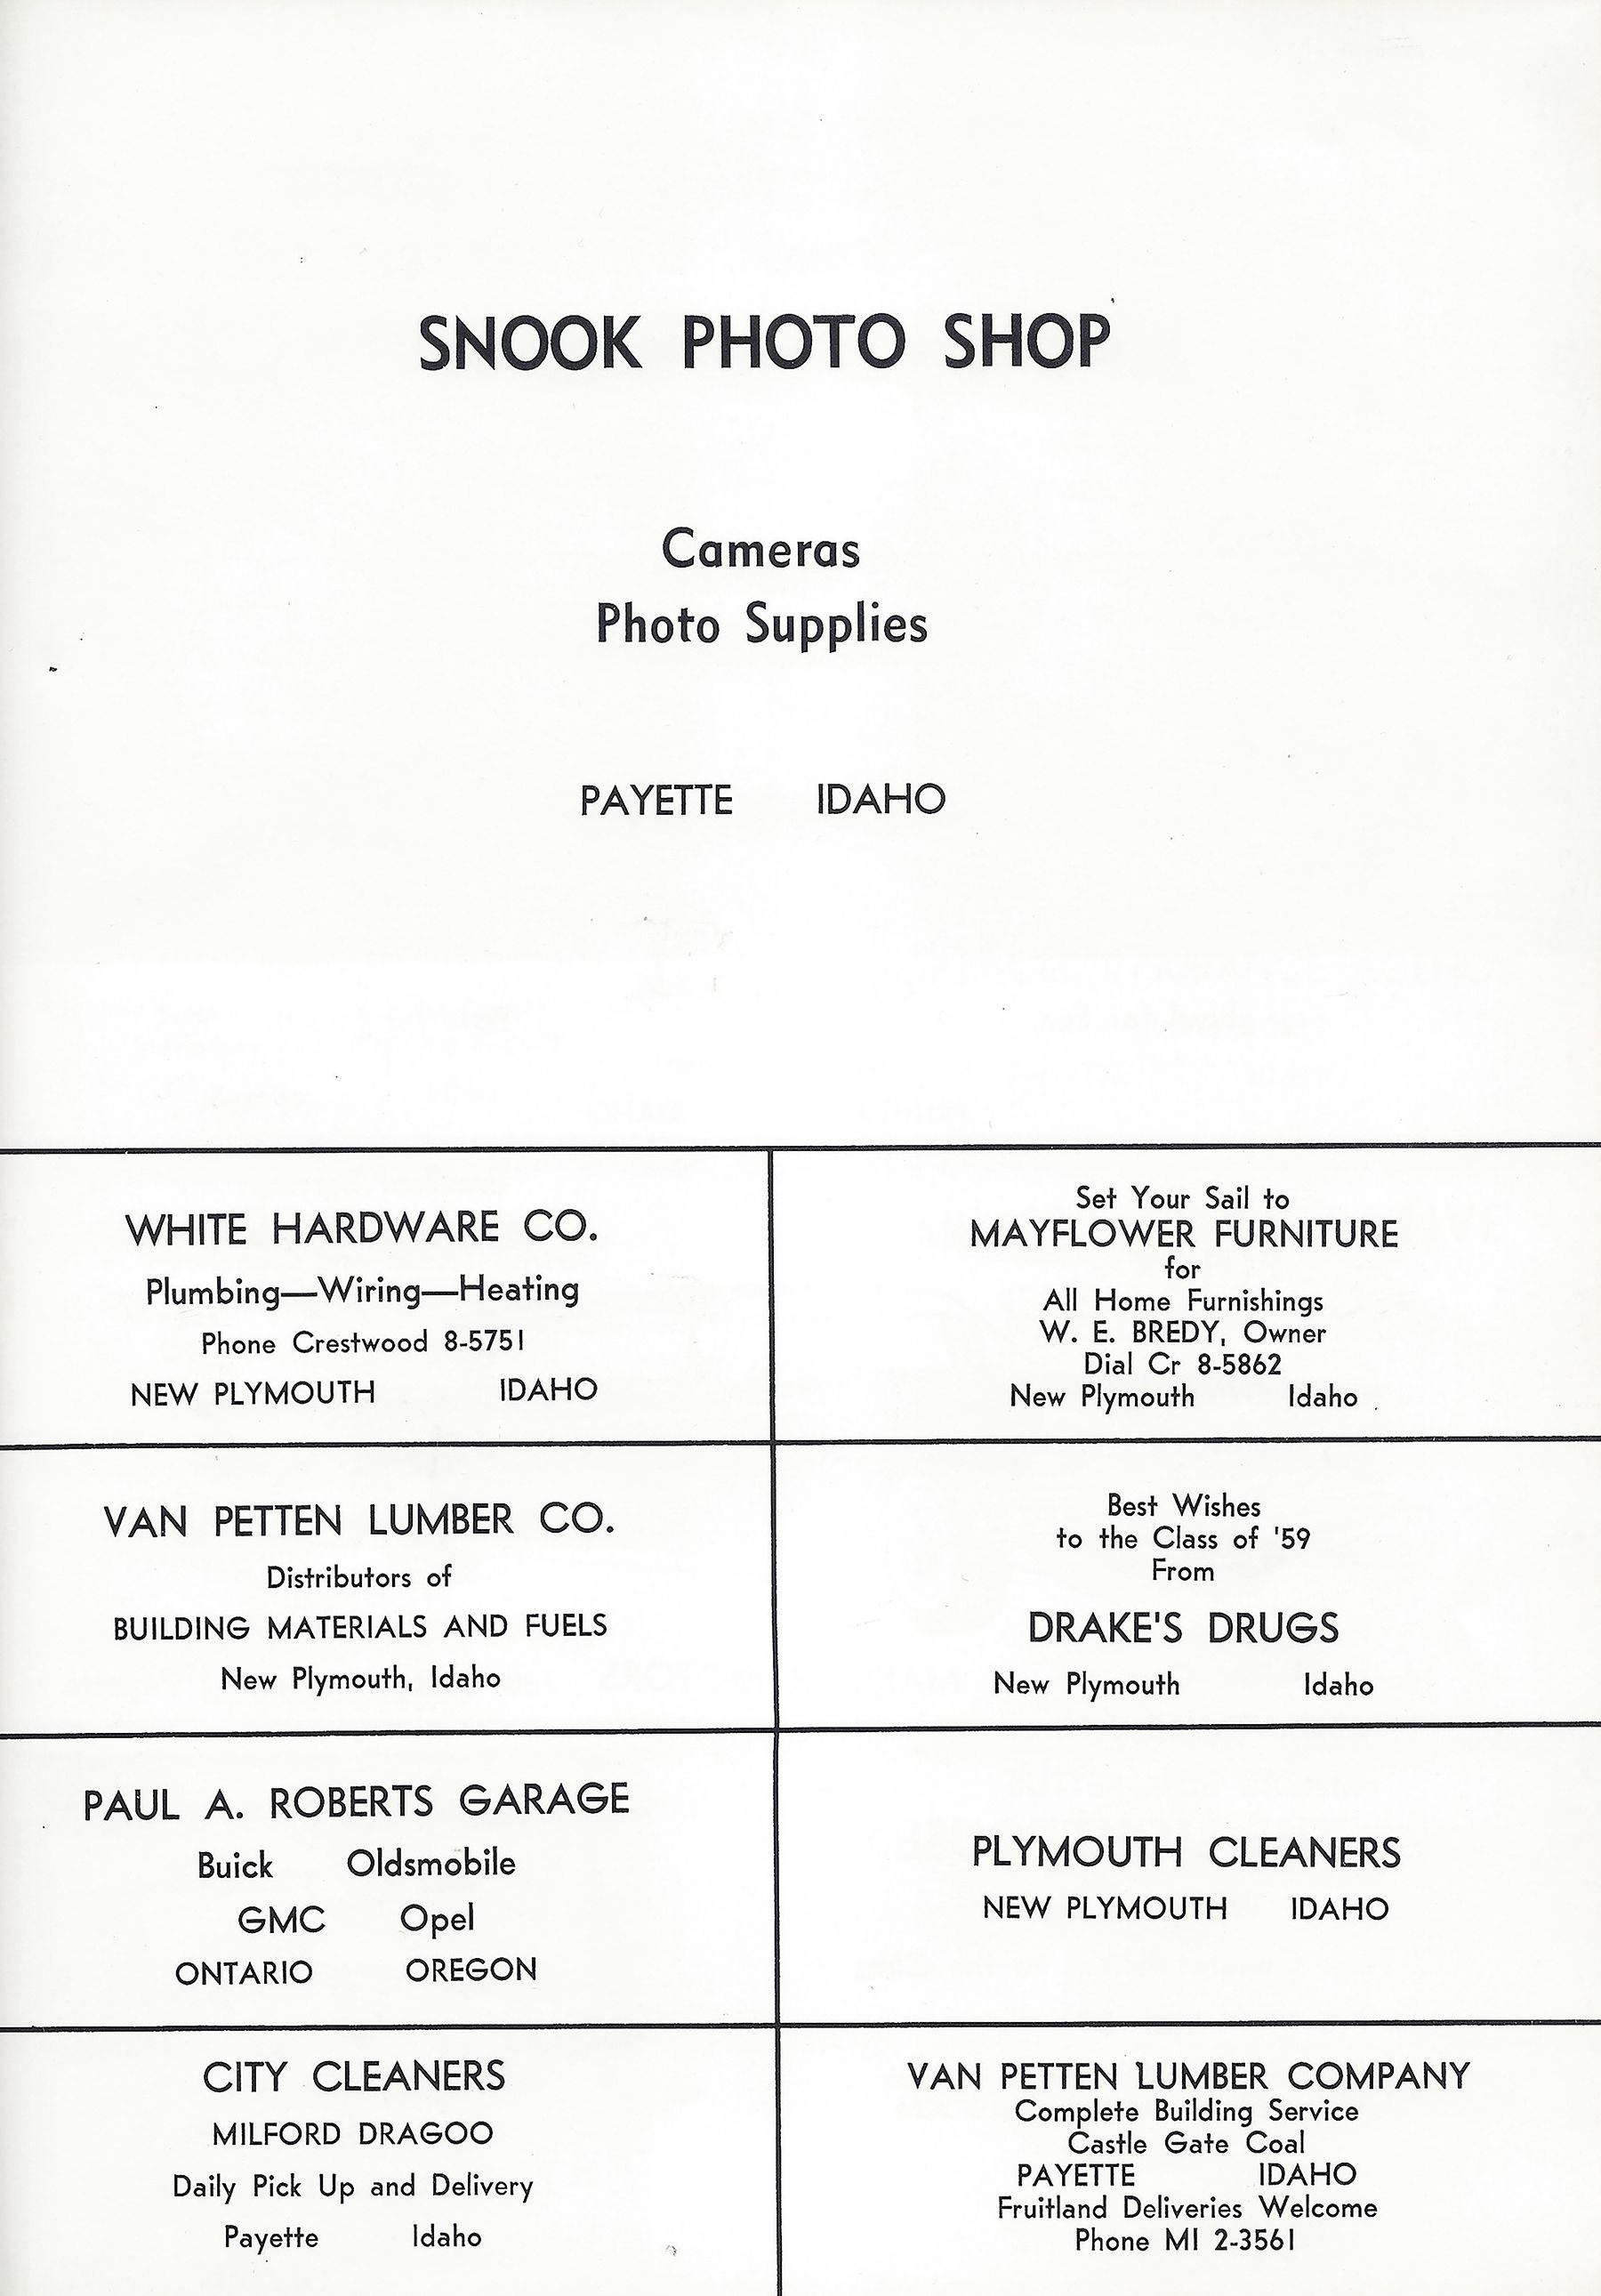 SNOOK PHOTO SHOP
Cameras
Photo Supplies
PAYETTE IDAHO
WHITE HARDWARE CO.
Plumbing—Wiring—Heating
Phone Crestwood 8-5751
NEW PLYMOUTH IDAHO
Set Your Sail to
MAYFLOWER FURNITURE
for
All Home Furnishings
W. E. BREDY, Owner
Dial Cr 8-5862
New Plymouth Idaho
VAN PETTEN LUMBER CO.
Distributors of
BUILDING MATERIALS AND FUELS
New Plymouth, Idaho
Best Wishes
to the Class of '59
From
DRAKE'S DRUGS
New Plymouth Idaho
PAUL A. ROBERTS GARAGE
Buick Oldsmobile
GMC Opel
ONTARIO OREGON
PLYMOUTH CLEANERS
NEW PLYMOUTH IDAHO
CITY CLEANERS
MILFORD DRAGOO
Daily Pick Up and Delivery
Payette Idaho
VAN PETTEN LUMBER COMPANY
Complete Building Service
Castle Gate Coal
PAYETTE IDAHO
Fruitland Deliveries Welcome
Phone MI 2-3561